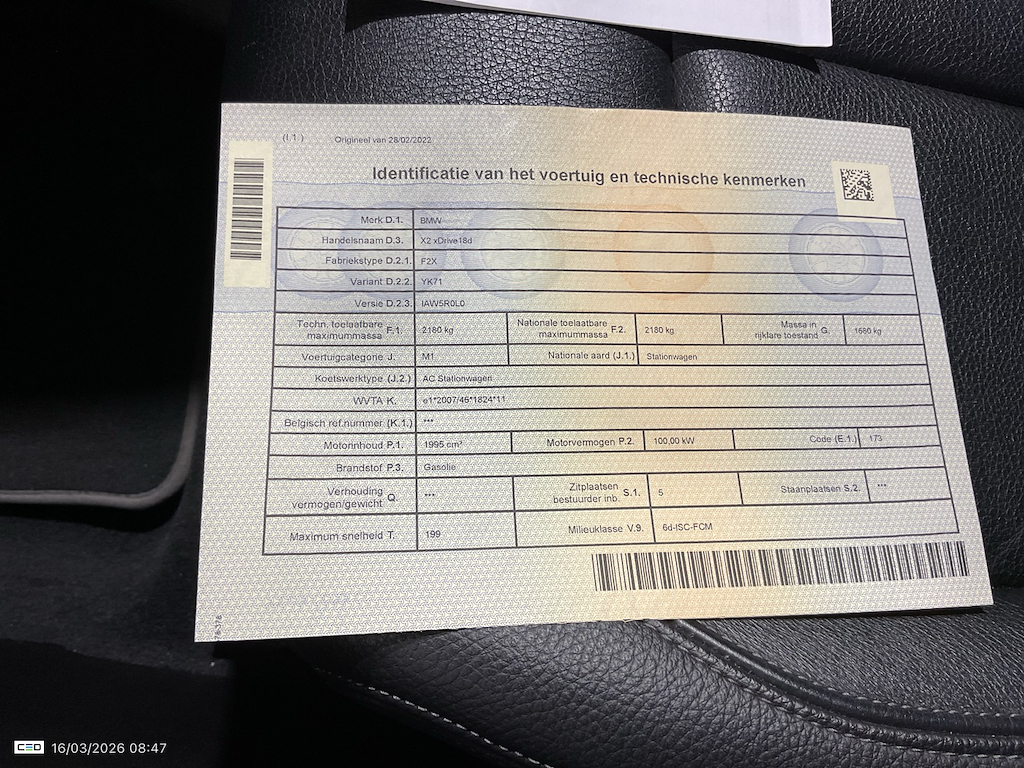 (I.1.) Origineel van 28/02/2022
Identificatie van het voertuig en technische kenmerken
Merk D.1. BMW
Handelsnaam D.3. X2 xDrive18d
Fabriekstype D.2.1. F2X
Variant D.2.2. YK71
Versie D.2.3. IAW5R0L0
Techn. toelaatbare maximummassa F.1. 2180 kg Nationale toelaatbare maximummassa F.2. 2180 kg Massa in rijklare toestand G. 1680 kg
Voertuigcategorie J. M1 Nationale aard (J.1.) Stationwagen
Koetswerktype (J.2.) AC Stationwagen
WVTA K. e1*2007/46*1824*11
Belgisch ref.nummer (K.1.) ***
Motorinhoud P.1. 1995 cm³ Motorvermogen P.2. 100,00 kW Code (E.1.) 173
Brandstof P.3. Gasolie
Verhouding vermogen/gewicht Q. *** Zitplaatsen bestuurder inb. S.1. 5 Staanplaatsen S.2. ***
Maximum snelheid T. 199 Milieuklasse V.9. 6d-ISC-FCM
CEO 16/03/2026 08:47